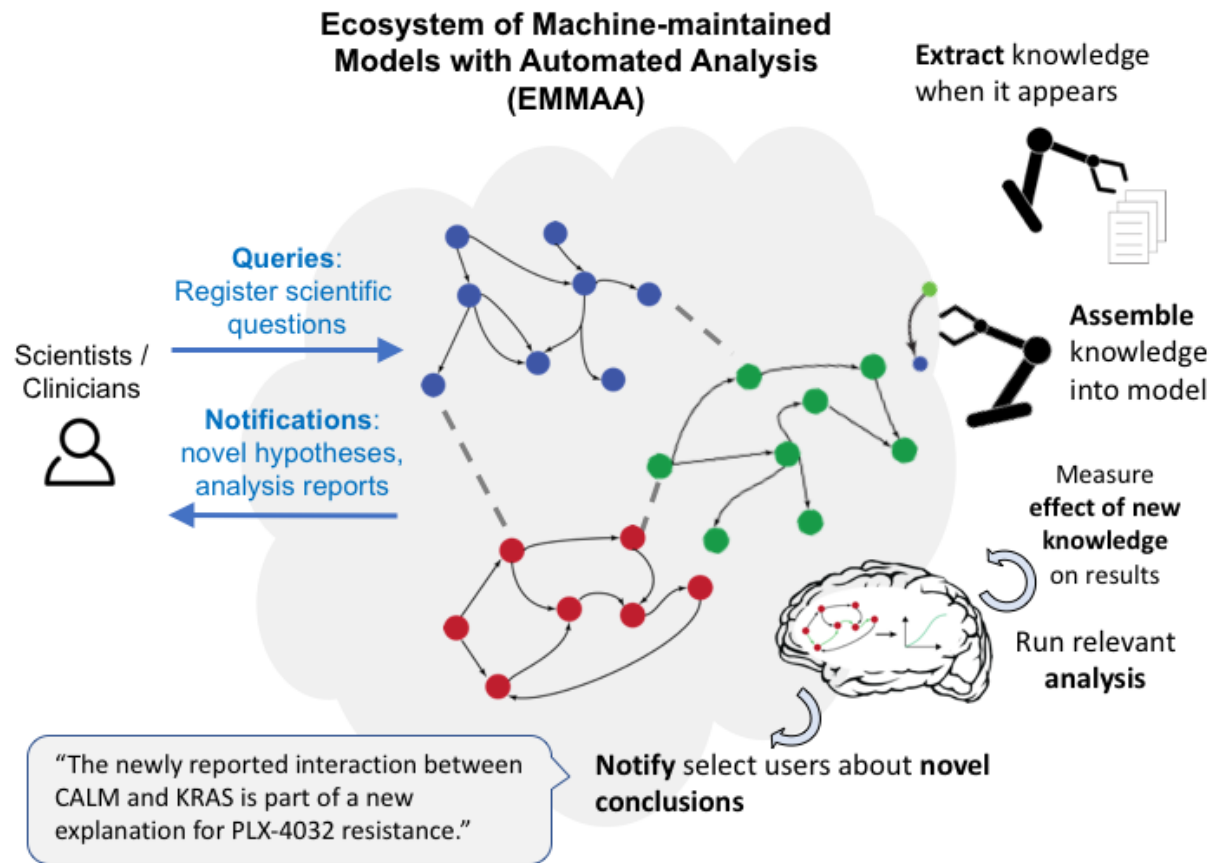 Ecosystem of Machine-maintained
Models with Automated Analysis
(EMMAA)
Extract knowledge
when it appears
Queries:
Register scientific
questions
Scientists /
Clinicians
Notifications:
novel hypotheses,
analysis reports
Assemble
knowledge
into model
Measure
effect of new
knowledge
on results
Run relevant
analysis
Notify select users about novel
conclusions
“The newly reported interaction between
CALM and KRAS is part of a new
explanation for PLX-4032 resistance.”